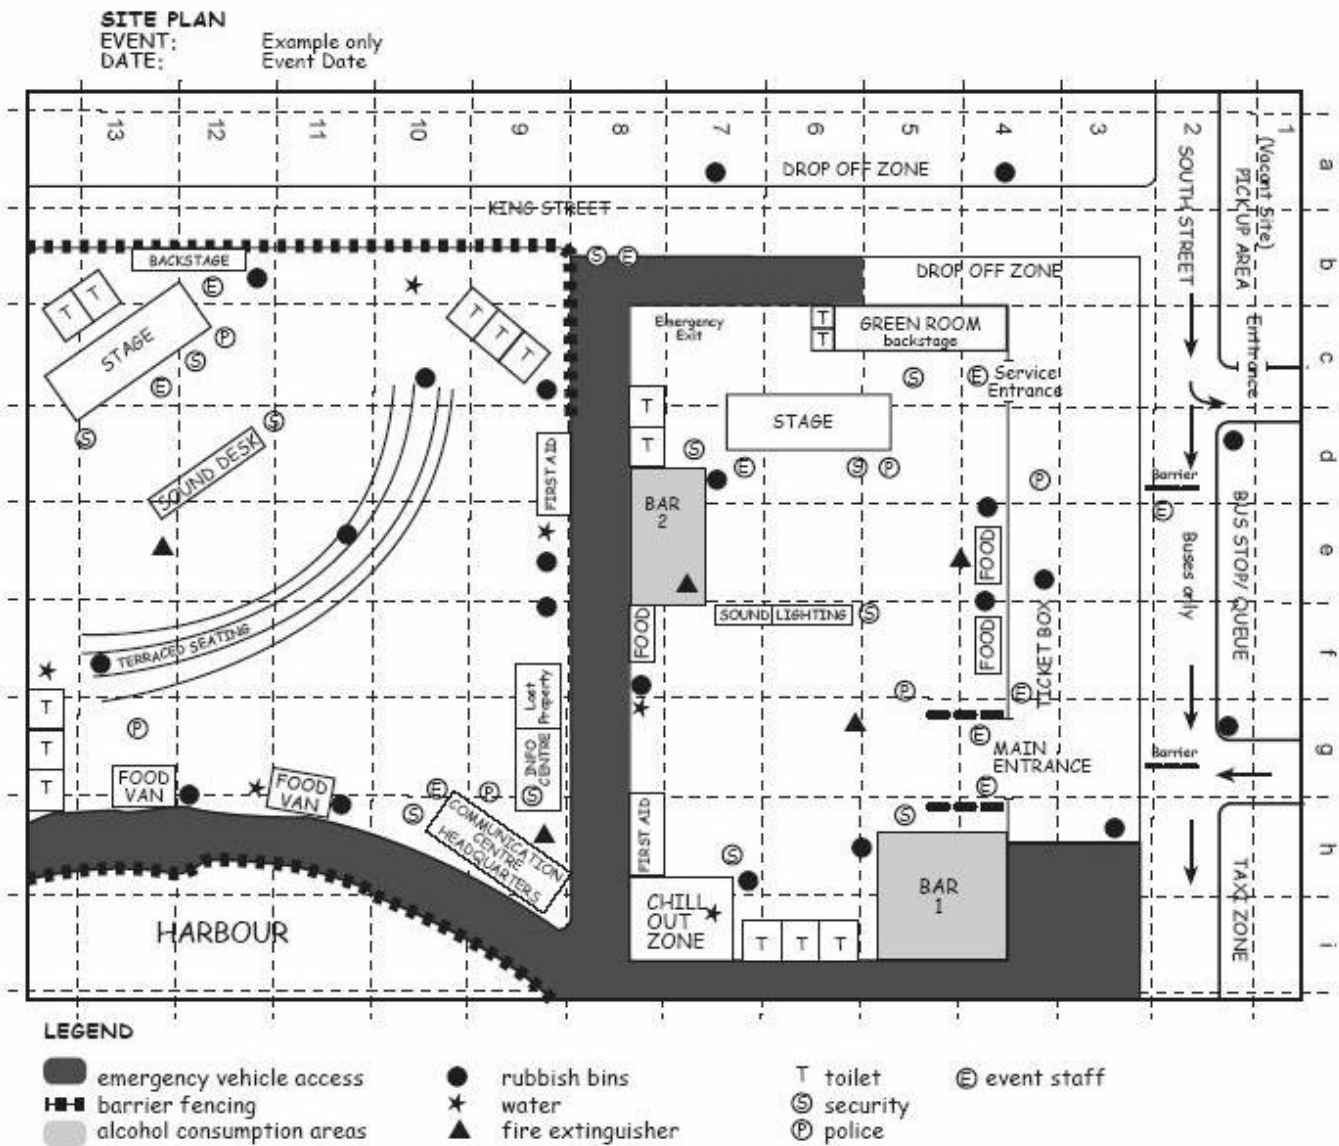 SITE PLAN
EVENT: Example only
DATE: Event Date
13 12 11 10 9 8 7 6 5 4 3 2 1
a
b
c
d
e
f
g
h
i
DROP OFF ZONE
KING STREET
SOUTH STREET
(Vacant Site)
PICK UP AREA
Entrance
Entrance
BACKSTAGE
T T
STAGE
E
P
S
E
S
S
SOUND DESK
T T T
FIRST AID
TERRACED SEATING
T
T
T
P
FOOD
VAN
FOOD
VAN
Lost
Property
INFO
CENTRE
S
E
P
S
COMMUNICATION
CENTRE
HEADQUARTERS
HARBOUR
S E
DROP OFF ZONE
Emergency
Exit
T
T
GREEN ROOM
backstage
S
E
Service
Entrance
T
T
STAGE
S
E
S
P
P
BAR
2
FOOD
SOUND LIGHTING
S
FOOD
FOOD
TICKET BOX
P
E
E
MAIN
ENTRANCE
E
S
FIRST AID
S
CHILL
OUT
ZONE
T T T
BAR
1
Barrier
E
Buses only
Barrier
BUS STOP/ QUEUE
TAXI ZONE
LEGEND
emergency vehicle access
barrier fencing
alcohol consumption areas
rubbish bins
water
fire extinguisher
T toilet
S security
P police
E event staff